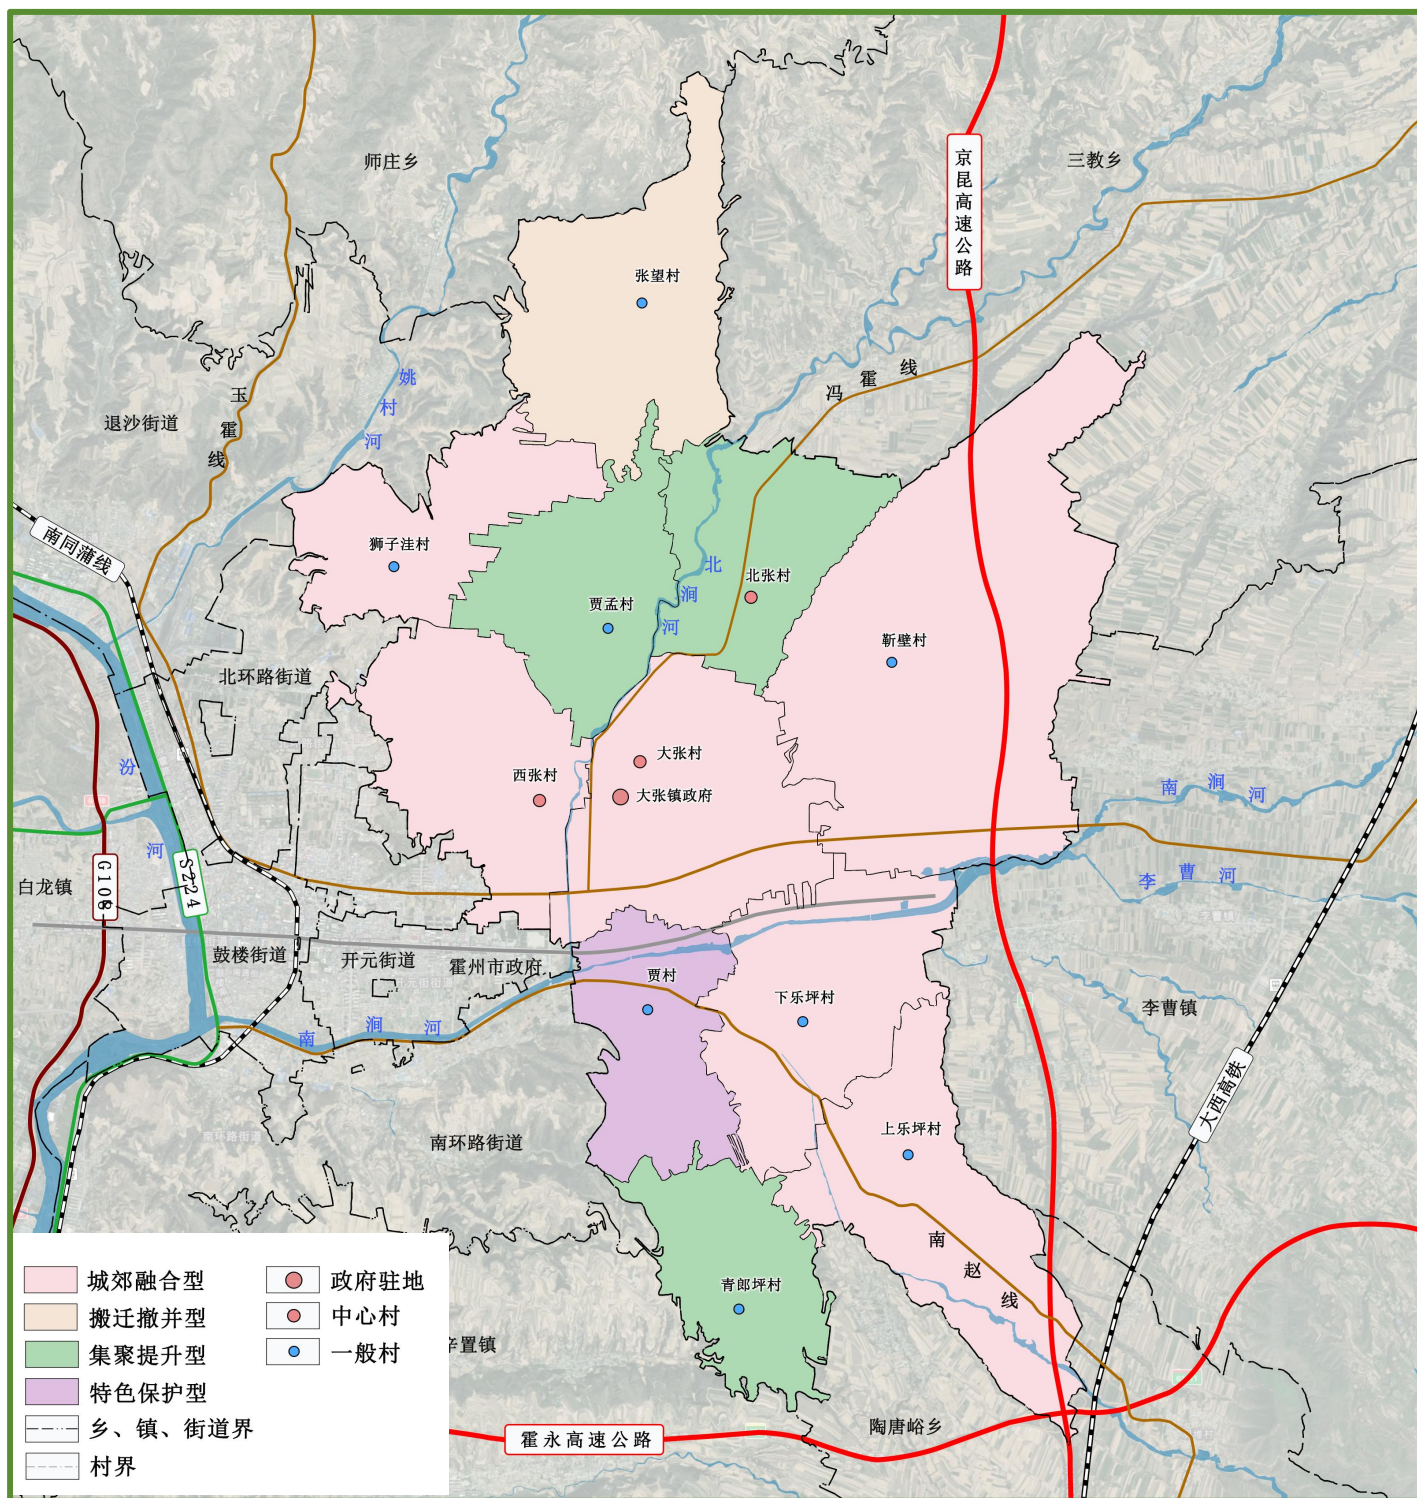 师庄乡
三教乡
京昆高速公路
张望村
姚村河
冯霍线
玉霍线
退沙街道
南同蒲线
狮子洼村
北涧河
北张村
贾孟村
靳壁村
北环路街道
大张村
西张村
大张镇政府
汾河
南涧河
李曹河
G108
S224
白龙镇
鼓楼街道
开元街道
霍州市政府
贾村
下乐坪村
李曹镇
南涧河
大西高铁
南环路街道
南环路街道
上乐坪村
南赵线
青郎坪村
辛置镇
陶唐峪乡
霍永高速公路
城郊融合型
政府驻地
搬迁撤并型
中心村
集聚提升型
一般村
特色保护型
乡、镇、街道界
村界